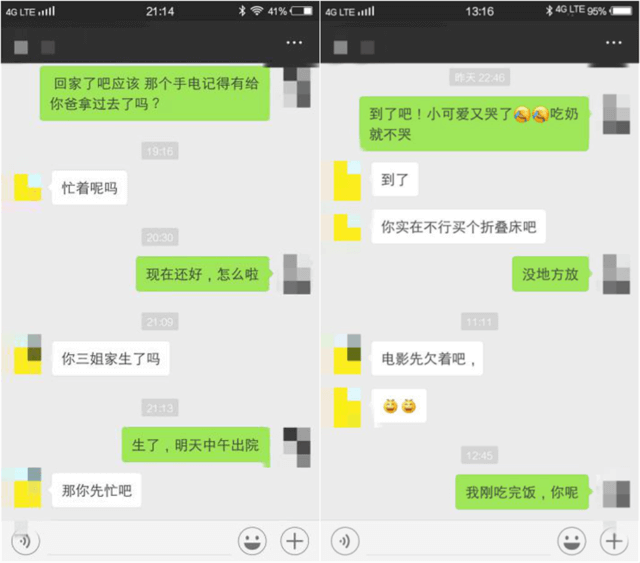 4G LTE 21:14 41%
回家了吧应该 那个手电记得有给
你爸拿过去了吗？
19:16
忙着呢吗
20:30
现在还好，怎么啦
21:09
你三姐家生了吗
21:13
生了，明天中午出院
那你先忙吧
4G LTE 13:16 4G LTE 95%
昨天 22:46
到了吧！小可爱又哭了😭😭吃奶
就不哭
到了
你实在不行买个折叠床吧
没地方放
11:11
电影先欠着吧，
😄😄
12:45
我刚吃完饭，你呢